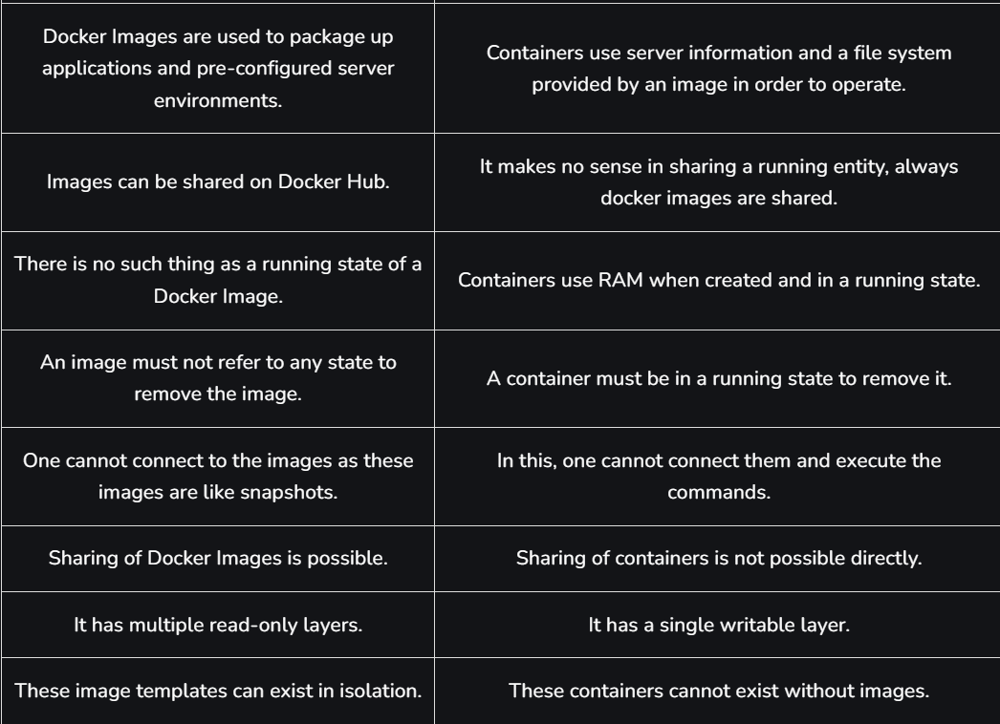 Docker Images are used to package up
applications and pre-configured server
environments.
Containers use server information and a file system
provided by an image in order to operate.
Images can be shared on Docker Hub.
It makes no sense in sharing a running entity, always
docker images are shared.
There is no such thing as a running state of a
Docker Image.
Containers use RAM when created and in a running state.
An image must not refer to any state to
remove the image.
A container must be in a running state to remove it.
One cannot connect to the images as these
images are like snapshots.
In this, one cannot connect them and execute the
commands.
Sharing of Docker Images is possible.
Sharing of containers is not possible directly.
It has multiple read-only layers.
It has a single writable layer.
These image templates can exist in isolation.
These containers cannot exist without images.